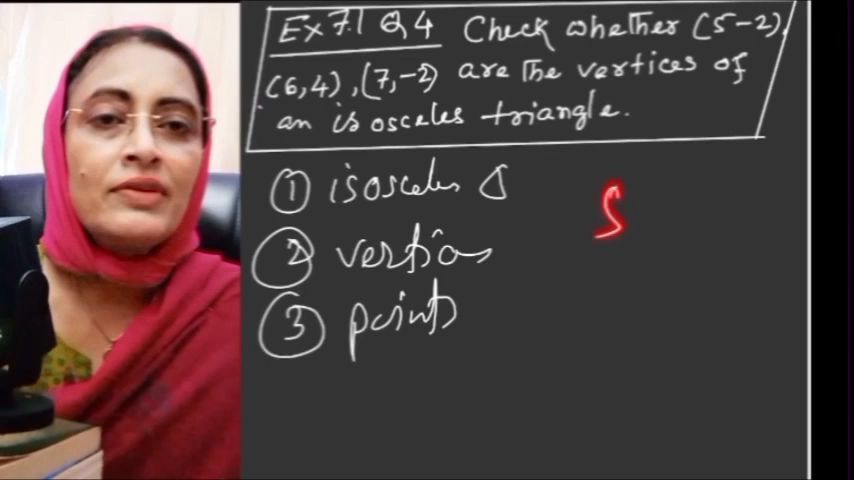 Ex 7.1 Q 4 Check whether (5-2),
(6,4), (7,-2) are the vertices of
an isosceles triangle.
① isosceles Δ
② vertices
③ points
S